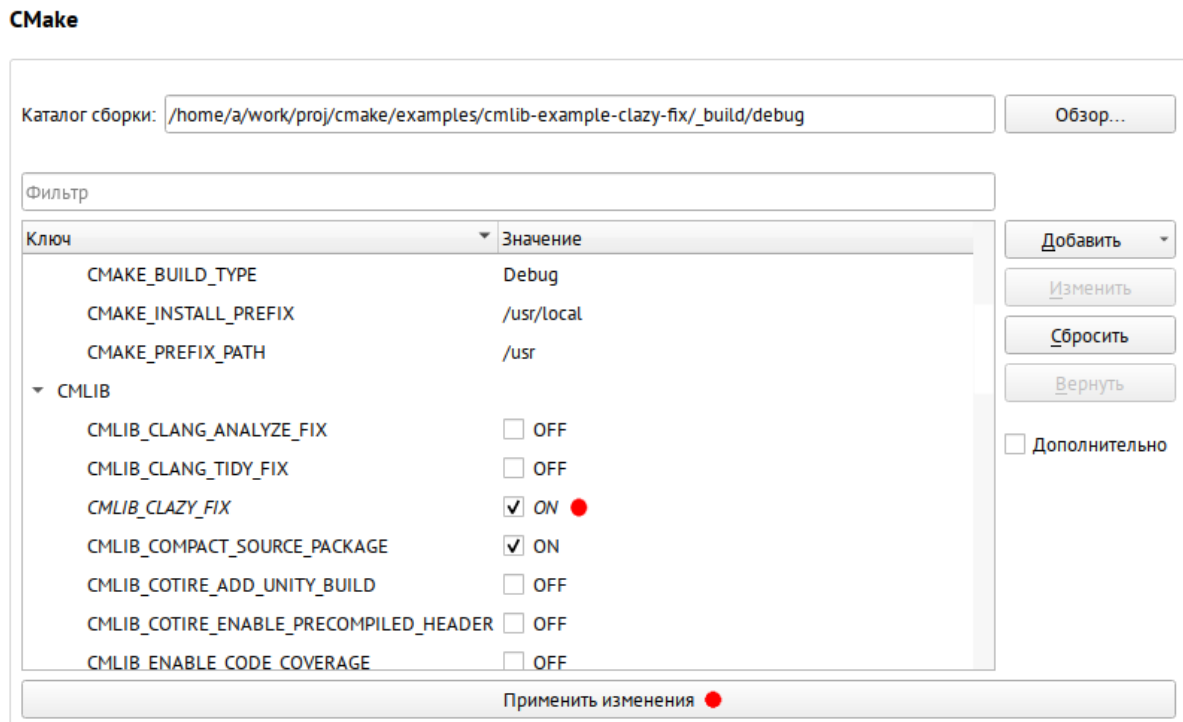 CMake
Каталог сборки: /home/a/work/proj/cmake/examples/cmlib-example-clazy-fix/_build/debug Обзор...
Фильтр
Ключ Значение Добавить
CMAKE_BUILD_TYPE Debug
Изменить
CMAKE_INSTALL_PREFIX /usr/local
Сбросить
CMAKE_PREFIX_PATH /usr
Вернуть
CMLIB
CMLIB_CLANG_ANALYZE_FIX OFF
Дополнительно
CMLIB_CLANG_TIDY_FIX OFF
CMLIB_CLAZY_FIX ON
CMLIB_COMPACT_SOURCE_PACKAGE ON
CMLIB_COTIRE_ADD_UNITY_BUILD OFF
CMLIB_COTIRE_ENABLE_PRECOMPILED_HEADER OFF
CMLIB_ENABLE_CODE_COVERAGE OFF
Применить изменения